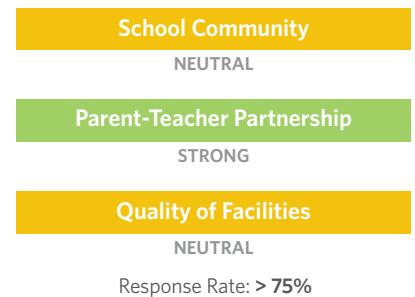 School Community
NEUTRAL
Parent-Teacher Partnership
STRONG
Quality of Facilities
NEUTRAL
Response Rate: > 75%